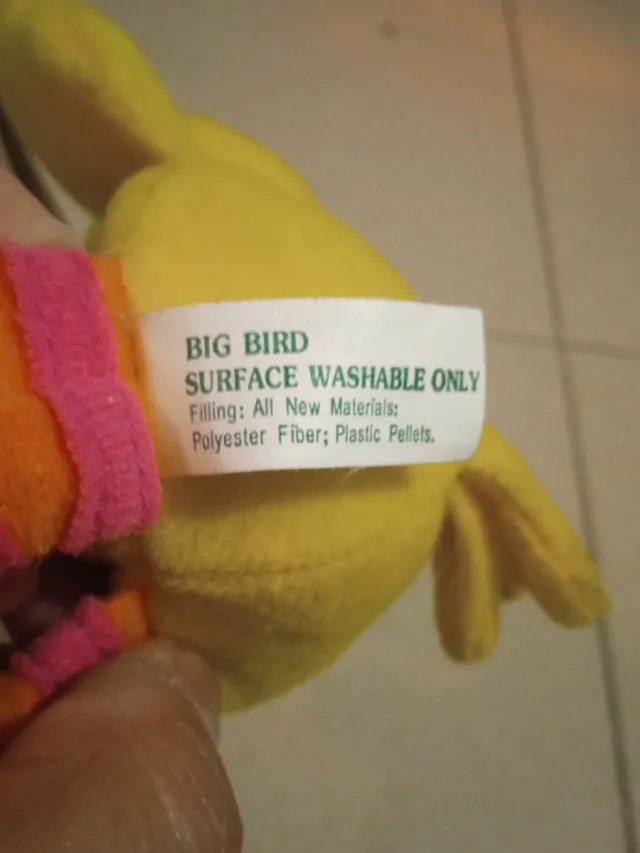 BIG BIRD
SURFACE WASHABLE ONLY
Filling: All New Materials:
Polyester Fiber; Plastic Pellets.